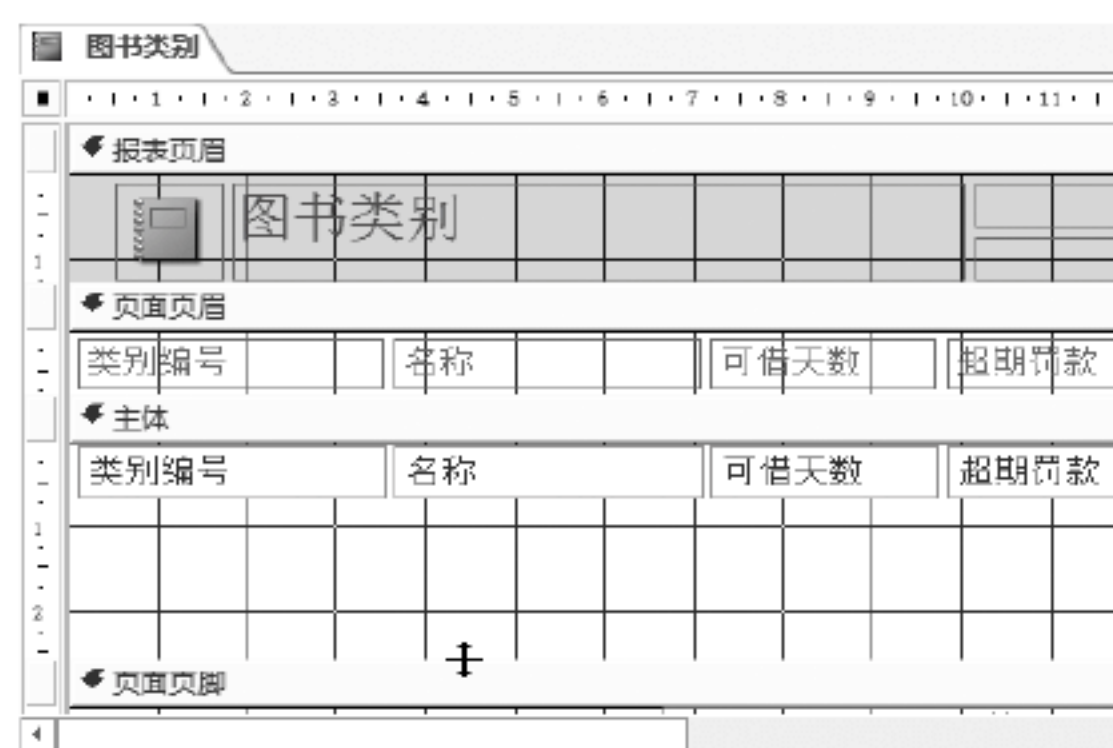 图书类别
1 2 3 4 5 6 7 8 9 10 11
报表页眉
图书类别
1
页面页眉
类别编号 名称 可借天数 超期罚款
主体
类别编号 名称 可借天数 超期罚款
1
2
页面页脚